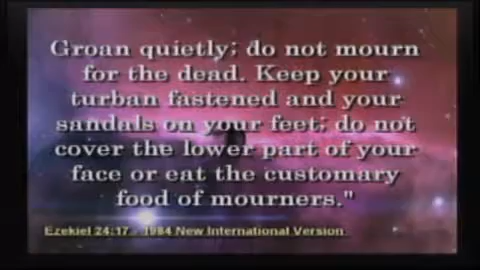 Groan quietly; do not mourn
for the dead. Keep your
turban fastened and your
sandals on your feet; do not
cover the lower part of your
face or eat the customary
food of mourners."
Ezekiel 24:17 - 1984 New International Version